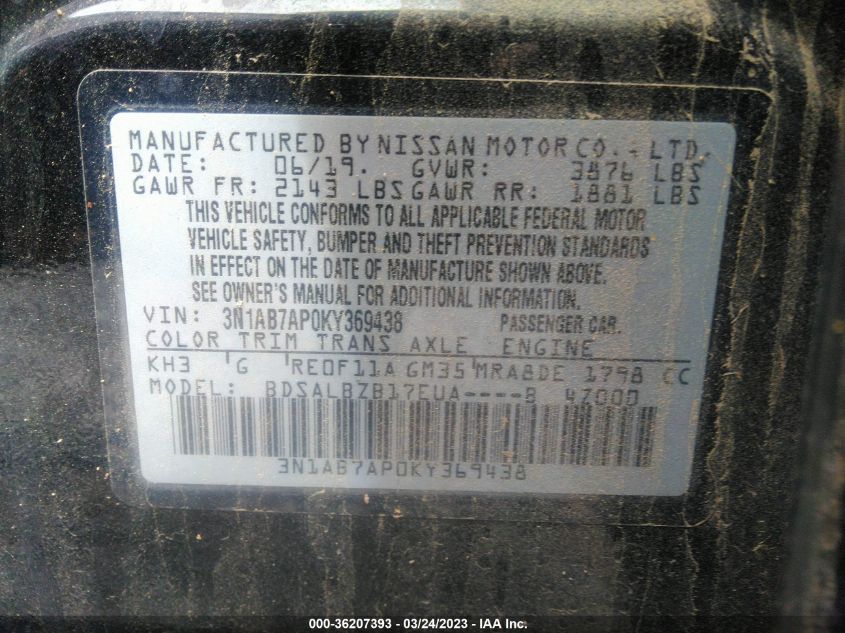 MANUFACTURED BY NISSAN MOTOR CO., LTD.
DATE: 06/19. GVWR: 3876 LBS
GAWR FR: 2143 LBS GAWR RR: 1881 LBS
THIS VEHICLE CONFORMS TO ALL APPLICABLE FEDERAL MOTOR
VEHICLE SAFETY, BUMPER AND THEFT PREVENTION STANDARDS
IN EFFECT ON THE DATE OF MANUFACTURE SHOWN ABOVE.
SEE OWNER'S MANUAL FOR ADDITIONAL INFORMATION.
VIN: 3N1AB7AP0KY369438 PASSENGER CAR.
COLOR TRIM TRANS AXLE ENGINE
KH3 G RE0F11A GM35 MRA8DE 1798 CC
MODEL: BDSALBZB17EUA----B
3N1AB7AP0KY369438
000-36207393 - 03/24/2023 - IAA Inc.